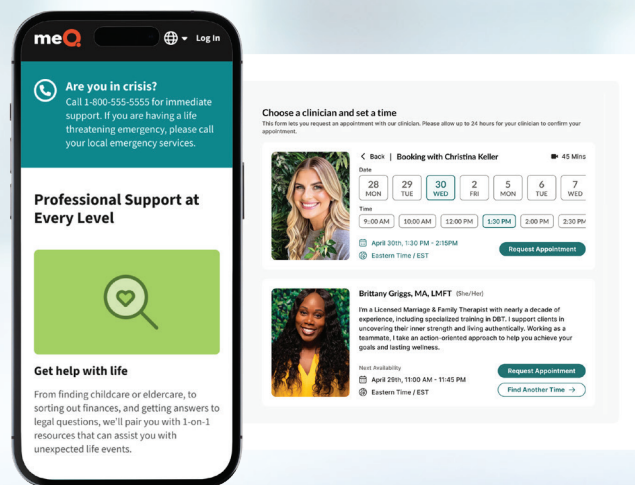 meQ
Log In
Are you in crisis?
Call 1-800-555-5555 for immediate
support. If you are having a life
threatening emergency, please call
your local emergency services.
Professional Support at
Every Level
Get help with life
From finding childcare or eldercare, to
sorting out finances, and getting answers to
legal questions, we'll pair you with 1-on-1
resources that can assist you with
unexpected life events.
Choose a clinician and set a time
This form lets you request an appointment with our clinician. Please allow up to 24 hours for your clinician to confirm your
appointment.
Back | Booking with Christina Keller
45 Mins
Date
28 29 30 2 5 6 7
MON TUE WED FRI MON TUE WED
Time
9:00 AM 10:00 AM 12:00 PM 1:30 PM 2:00 PM 2:30 PM
April 30th, 1:30 PM - 2:15PM
Eastern Time / EST
Request Appointment
Brittany Griggs, MA, LMFT (She/Her)
I'm a Licensed Marriage & Family Therapist with nearly a decade of
experience, including specialized training in DBT. I support clients in
uncovering their inner strength and living authentically. Working as a
teammate, I take an action-oriented approach to help you achieve your
goals and lasting wellness.
Next Availability
April 29th, 11:00 AM - 11:45 PM
Eastern Time / EST
Request Appointment
Find Another Time →